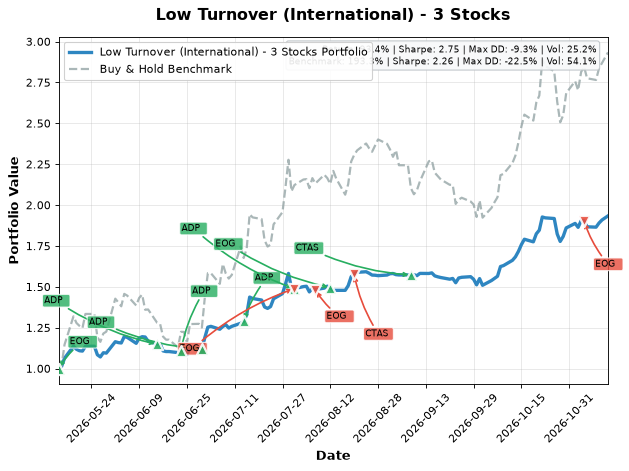 Low Turnover (International) - 3 Stocks
Low Turnover (International) - 3 Stocks Portfolio
Buy & Hold Benchmark
4% | Sharpe: 2.75 | Max DD: -9.3% | Vol: 25.2%
| Sharpe: 2.26 | Max DD: -22.5% | Vol: 54.1%
3.00
2.75
2.50
2.25
2.00
1.75
1.50
1.25
1.00
Portfolio Value
ADP
EOG
CTAS
ADP
ADP
ADP
ADP
EOG
EOG
EOG
CTAS
EOG
2026-05-24
2026-06-09
2026-06-25
2026-07-11
2026-07-27
2026-08-12
2026-08-28
2026-09-13
2026-09-29
2026-10-15
2026-10-31
Date